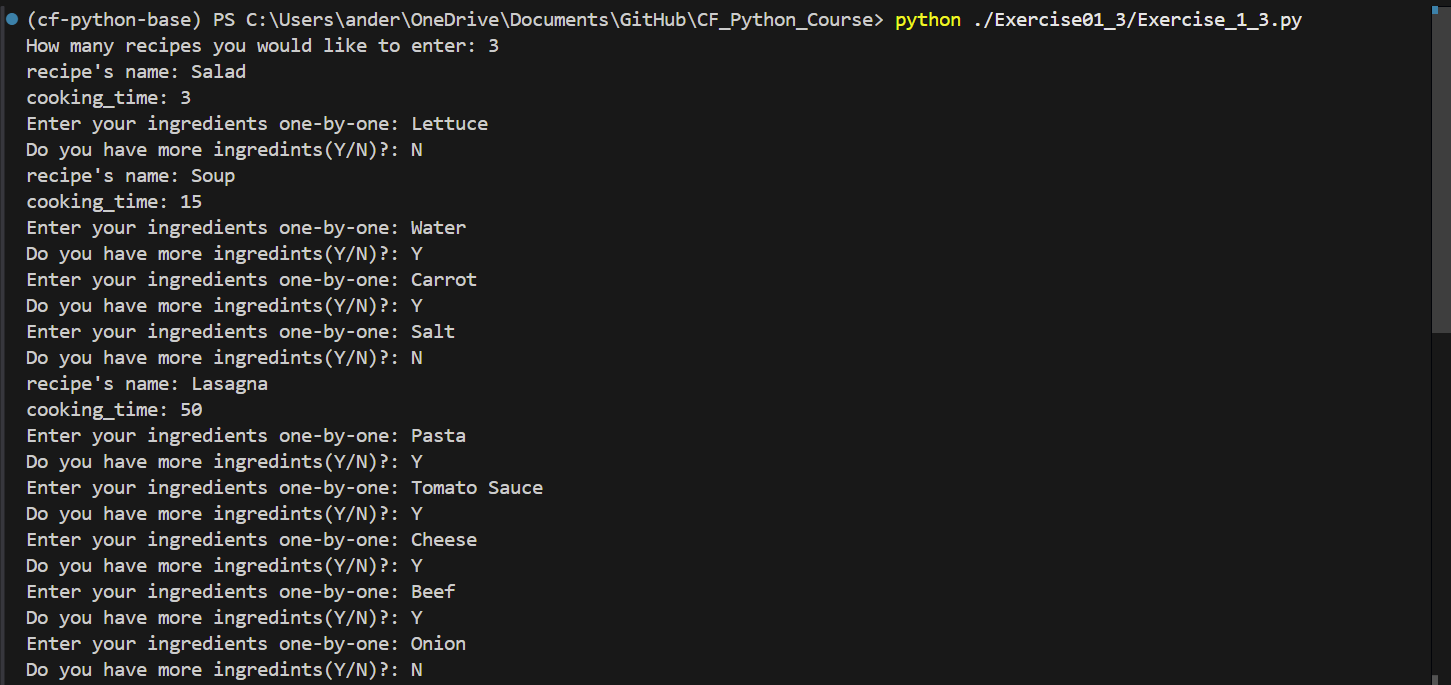 (cf-python-base) PS C:\Users\ander\OneDrive\Documents\GitHub\CF_Python_Course> python ./Exercise01_3/Exercise_1_3.py
How many recipes you would like to enter: 3
recipe's name: Salad
cooking_time: 3
Enter your ingredients one-by-one: Lettuce
Do you have more ingredints(Y/N)?: N
recipe's name: Soup
cooking_time: 15
Enter your ingredients one-by-one: Water
Do you have more ingredints(Y/N)?: Y
Enter your ingredients one-by-one: Carrot
Do you have more ingredints(Y/N)?: Y
Enter your ingredients one-by-one: Salt
Do you have more ingredints(Y/N)?: N
recipe's name: Lasagna
cooking_time: 50
Enter your ingredients one-by-one: Pasta
Do you have more ingredints(Y/N)?: Y
Enter your ingredients one-by-one: Tomato Sauce
Do you have more ingredints(Y/N)?: Y
Enter your ingredients one-by-one: Cheese
Do you have more ingredints(Y/N)?: Y
Enter your ingredients one-by-one: Beef
Do you have more ingredints(Y/N)?: Y
Enter your ingredients one-by-one: Onion
Do you have more ingredints(Y/N)?: N